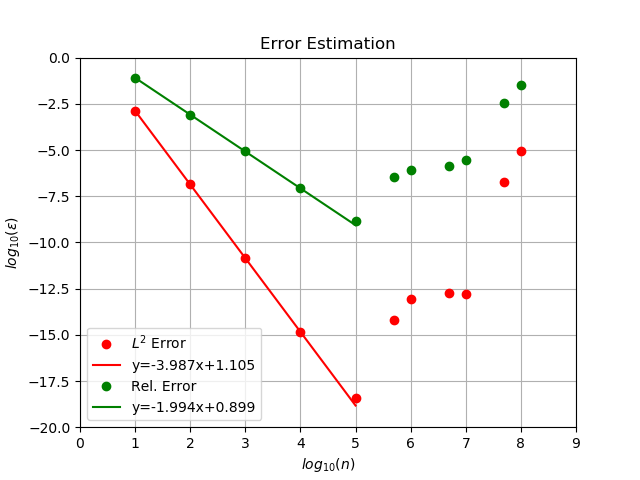 Error Estimation
0.0
−2.5
−5.0
−7.5
−10.0
−12.5
−15.0
−17.5
−20.0
log₁₀(ε)
L² Error
y=-3.987x+1.105
Rel. Error
y=-1.994x+0.899
0 1 2 3 4 5 6 7 8 9
log₁₀(n)